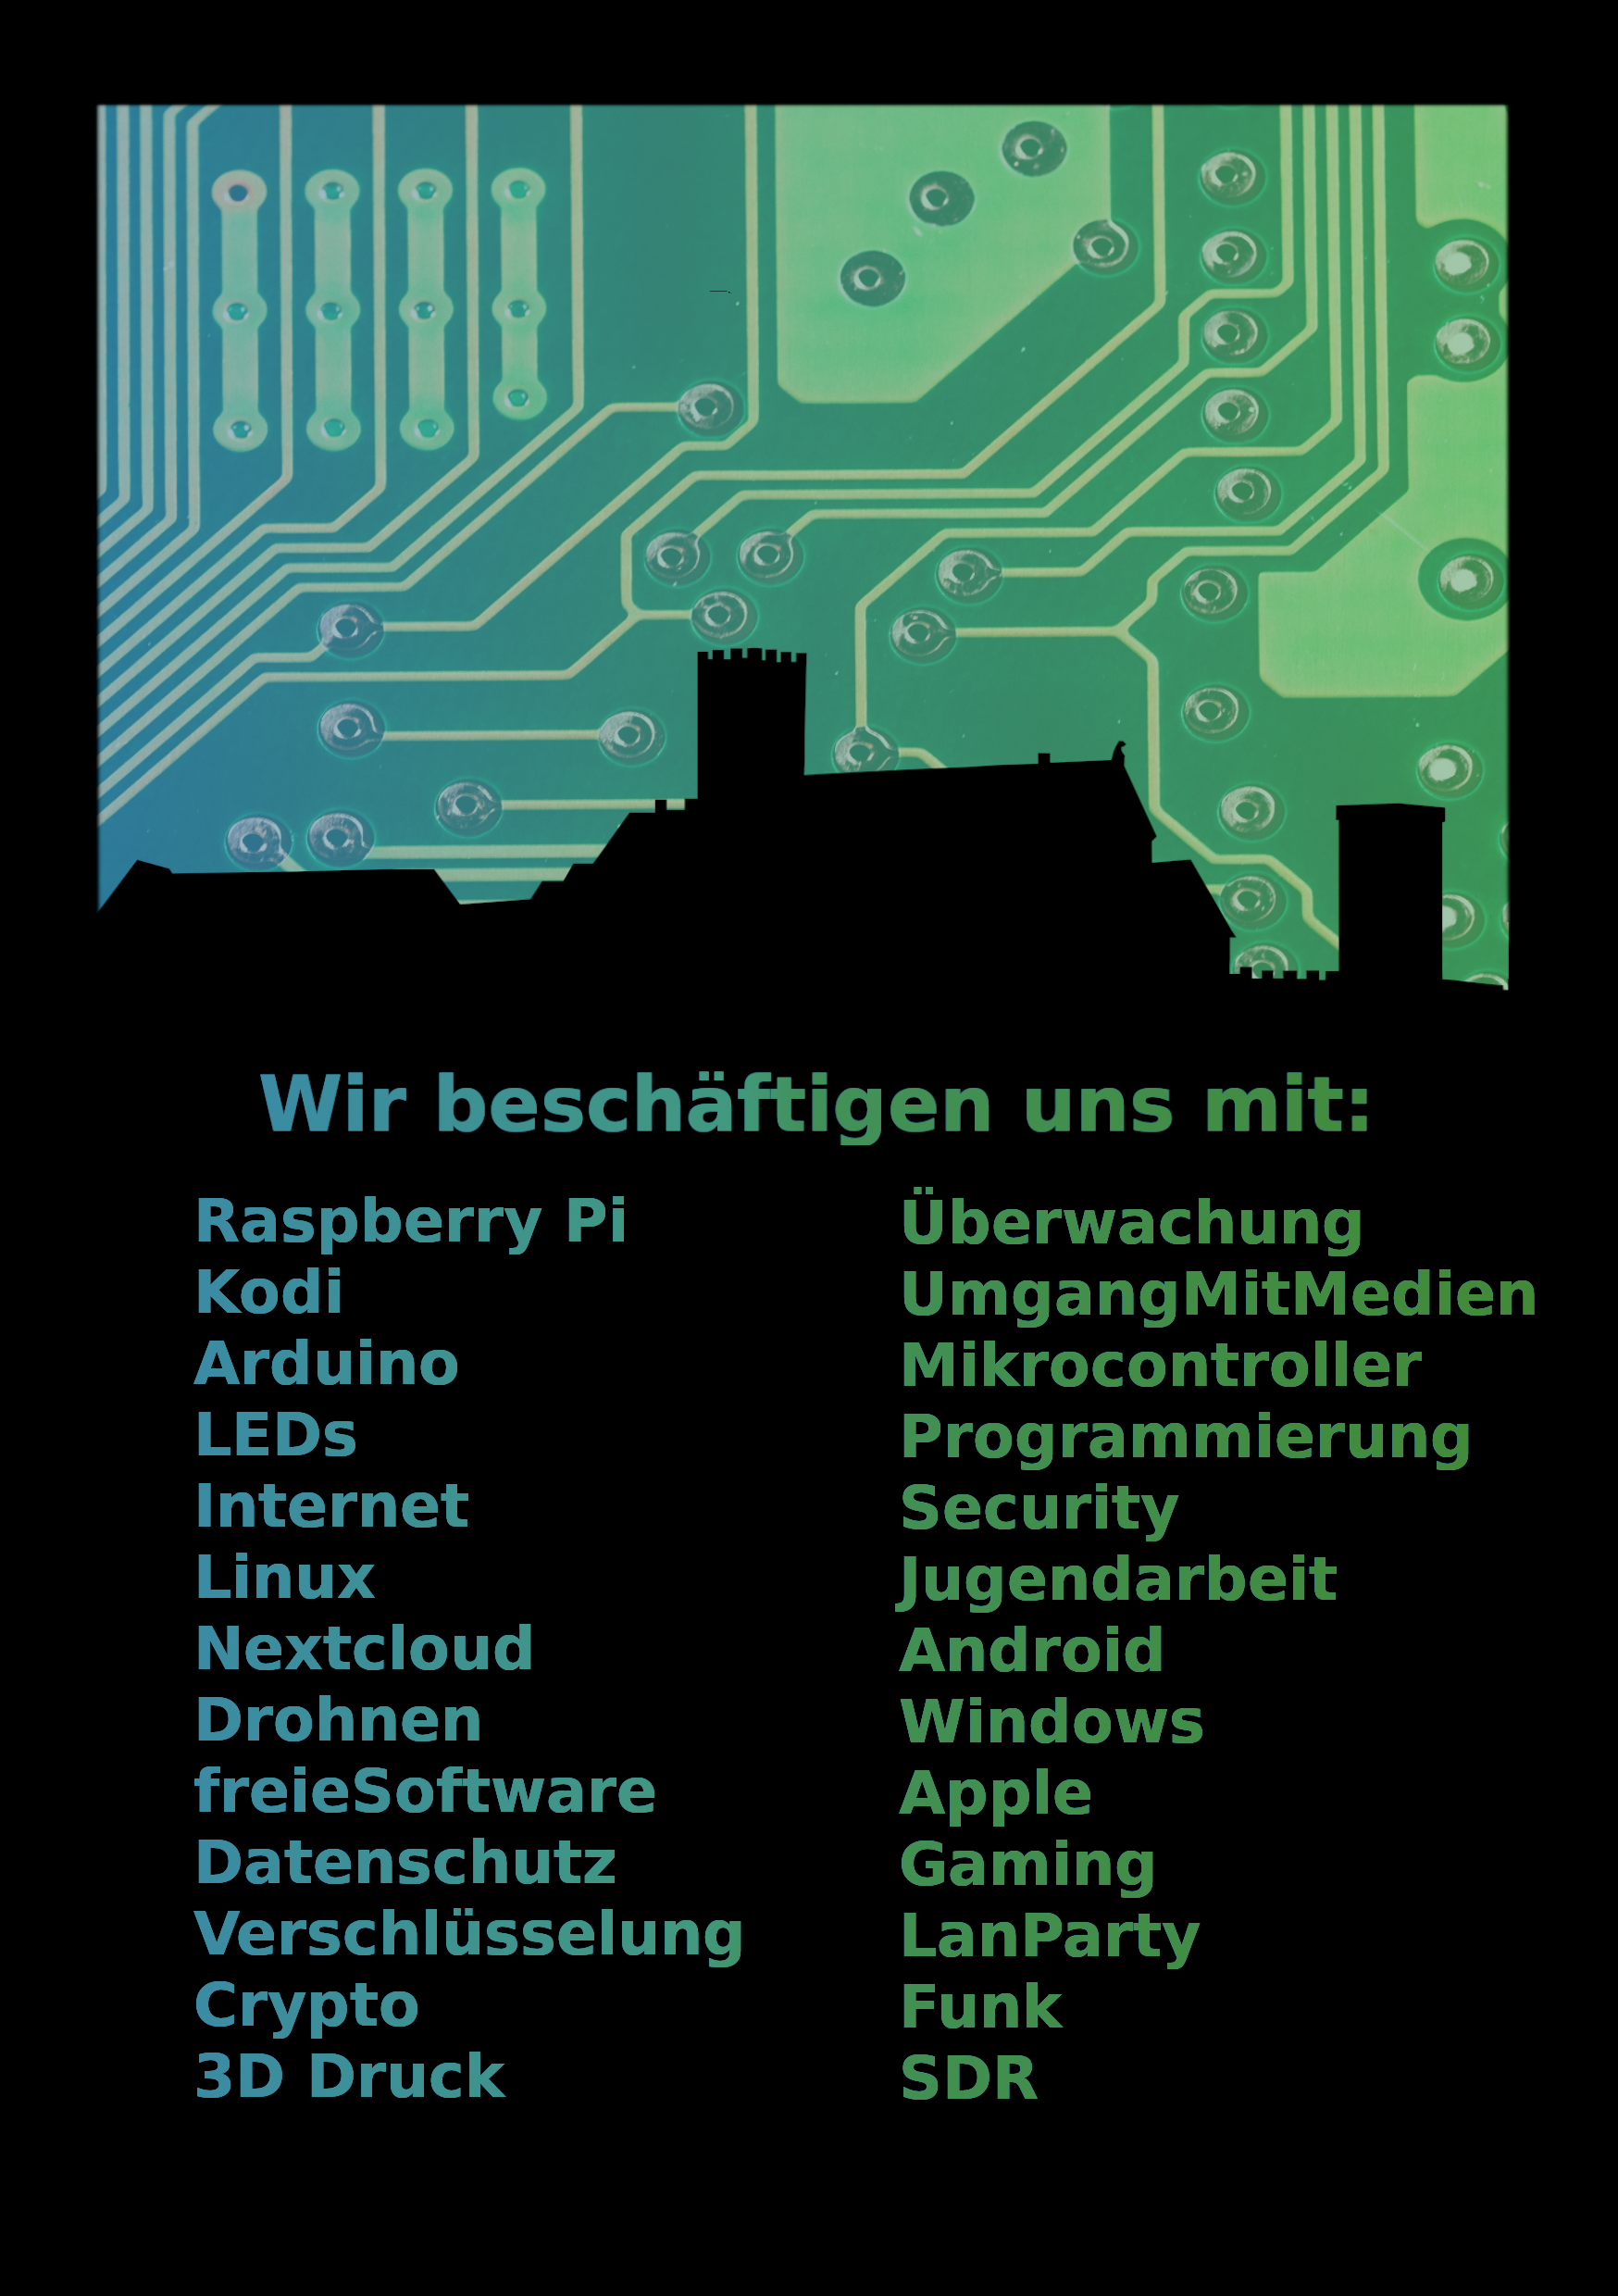 Wir beschäftigen uns mit:
Raspberry Pi
Kodi
Arduino
LEDs
Internet
Linux
Nextcloud
Drohnen
freieSoftware
Datenschutz
Verschlüsselung
Crypto
3D Druck
Überwachung
UmgangMitMedien
Mikrocontroller
Programmierung
Security
Jugendarbeit
Android
Windows
Apple
Gaming
LanParty
Funk
SDR